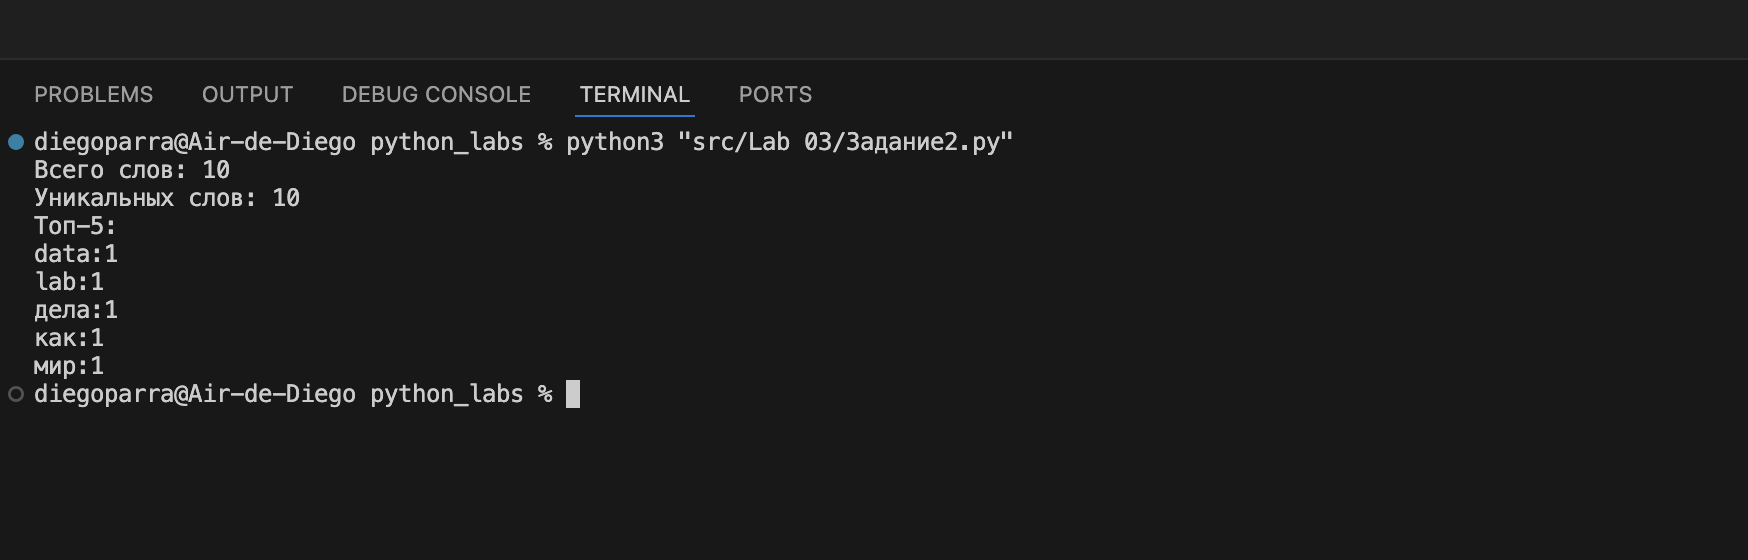 PROBLEMS OUTPUT DEBUG CONSOLE TERMINAL PORTS
diegoparra@Air-de-Diego python_labs % python3 "src/Lab 03/Задание2.py"
Всего слов: 10
Уникальных слов: 10
Топ-5:
data:1
lab:1
дела:1
как:1
мир:1
diegoparra@Air-de-Diego python_labs %